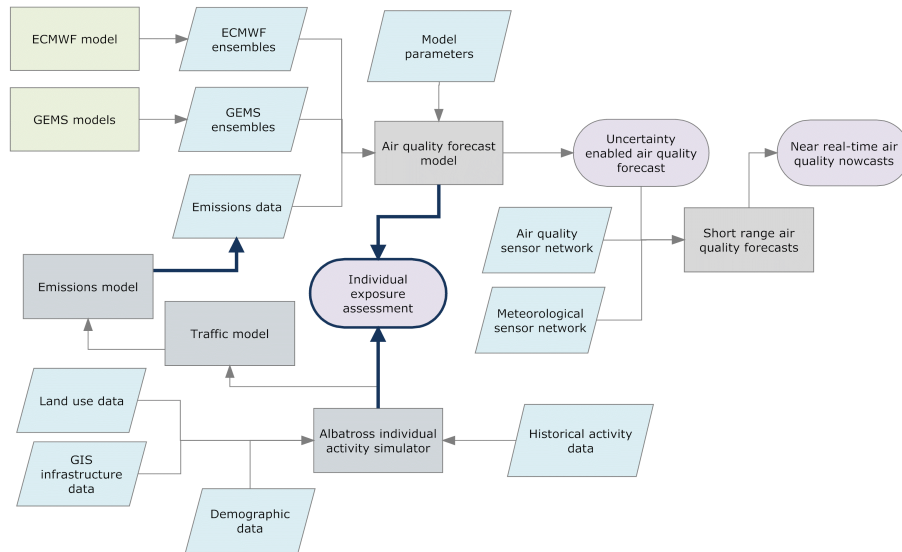 ECMWF model
ECMWF
ensembles
Model
parameters
GEMS models
GEMS
ensembles
Air quality forecast
model
Uncertainty
enabled air quality
forecast
Near real-time air
quality nowcasts
Emissions data
Air quality
sensor network
Short range air
quality forecasts
Emissions model
Individual
exposure
assessment
Meteorological
sensor network
Traffic model
Land use data
Albatross individual
activity simulator
Historical activity
data
GIS
infrastructure
data
Demographic
data